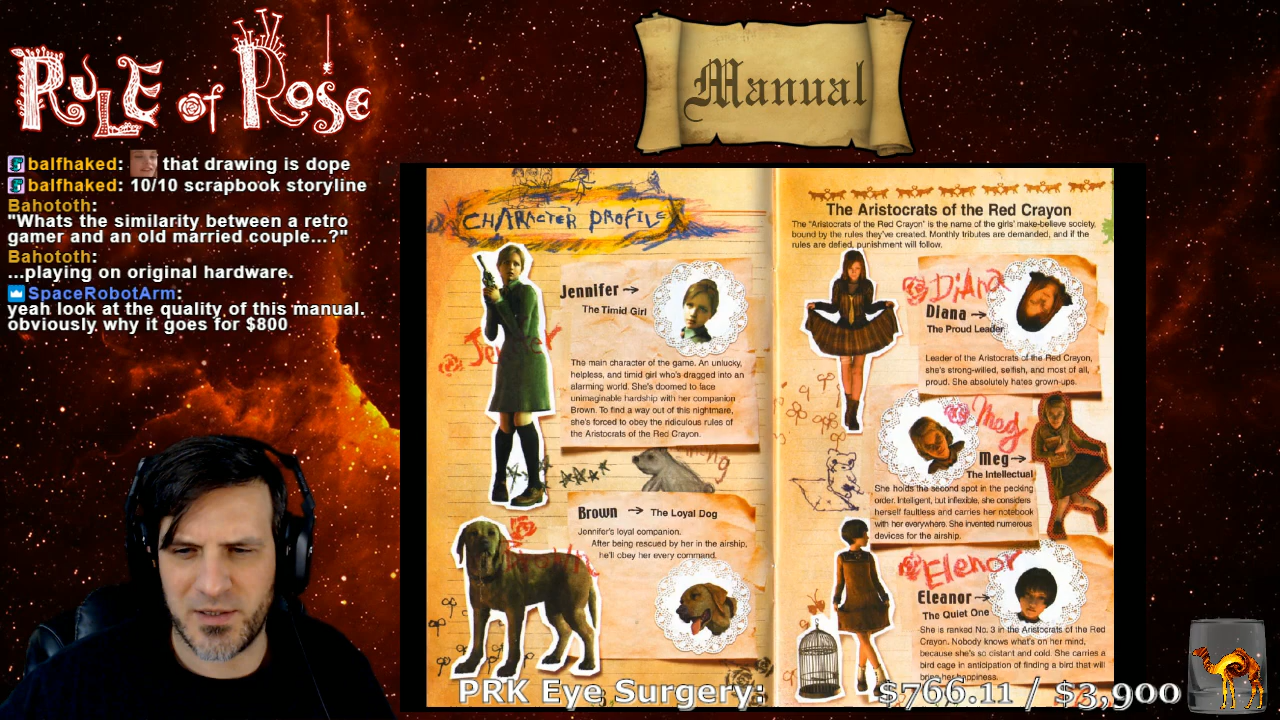 RULE of ROSE
Manual
balfhaked: that drawing is dope
balfhaked: 10/10 scrapbook storyline
Bahototh:
"Whats the similarity between a retro
gamer and an old married couple...?"
Bahototh:
...playing on original hardware.
SpaceRobotArm:
yeah look at the quality of this manual.
obviously why it goes for $800.
CHARACTER PROFILE
Jennifer
Jennifer →
The Timid Girl
The main character of the game. An unlucky,
helpless, and timid girl who's dragged into an
alarming world. She's doomed to face
unimaginable hardship with her companion
Brown. To find a way out of this nightmare,
she's forced to obey the ridiculous rules of
the Aristocrats of the Red Crayon.
Brown → The Loyal Dog
Brown
Jennifer's loyal companion.
After being rescued by her in the airship,
he'll obey her every command.
The Aristocrats of the Red Crayon
The "Aristocrats of the Red Crayon" is the name of the girls' make-believe society,
bound by the rules they've created. Monthly tributes are demanded, and if the
rules are defied, punishment will follow.
DiAnA
Diana →
The Proud Leader
Leader of the Aristocrats of the Red Crayon,
she's strong-willed, selfish, and most of all,
proud. She absolutely hates grown-ups.
Meg
Meg →
The Intellectual
She holds the second spot in the pecking
order. Intelligent, but inflexible, she considers
herself faultless and carries her notebook
with her everywhere. She invented numerous
devices for the airship.
Elenor
Eleanor →
The Quiet One
She is ranked No. 3 in the Aristocrats of the Red
Crayon. Nobody knows what's on her mind,
because she's so distant and cold. She carries a
bird cage in anticipation of finding a bird that will
bring her happiness.
PRK Eye Surgery: $766.11 / $3,900